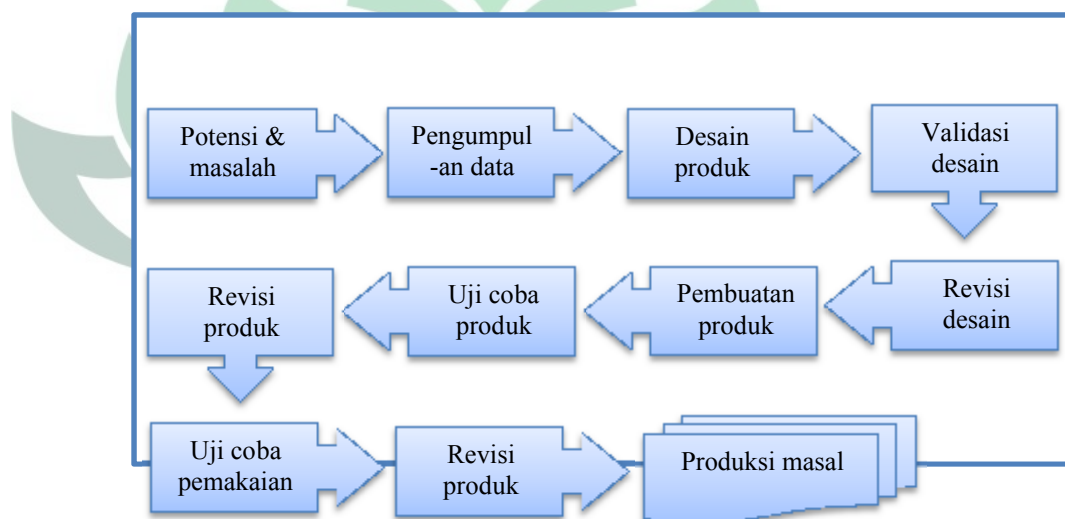 Potensi &
masalah
Pengumpul
-an data
Desain
produk
Validasi
desain
Revisi
desain
Pembuatan
produk
Uji coba
produk
Revisi
produk
Uji coba
pemakaian
Revisi
produk
Produksi masal